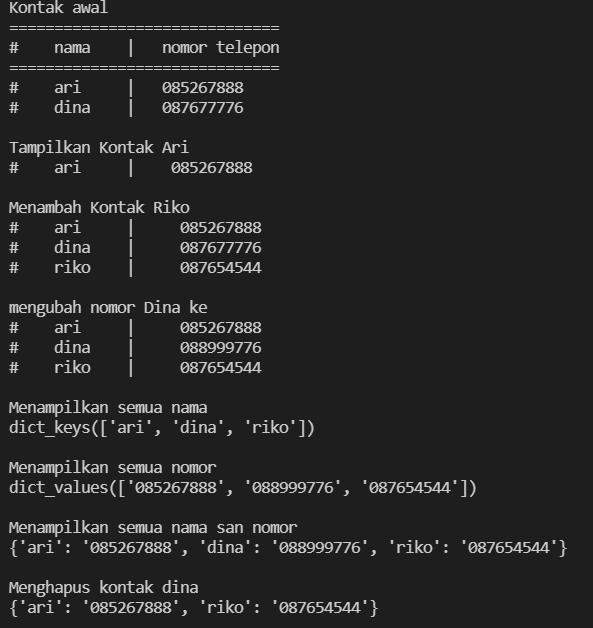 Kontak awal
==============================
#    nama    |   nomor telepon
==============================
#    ari     |   085267888
#    dina    |   087677776
Tampilkan Kontak Ari
#    ari     |    085267888
Menambah Kontak Riko
#    ari     |     085267888
#    dina    |     087677776
#    riko    |     087654544
mengubah nomor Dina ke
#    ari     |     085267888
#    dina    |     088999776
#    riko    |     087654544
Menampilkan semua nama
dict_keys(['ari', 'dina', 'riko'])
Menampilkan semua nomor
dict_values(['085267888', '088999776', '087654544'])
Menampilkan semua nama san nomor
{'ari': '085267888', 'dina': '088999776', 'riko': '087654544'}
Menghapus kontak dina
{'ari': '085267888', 'riko': '087654544'}